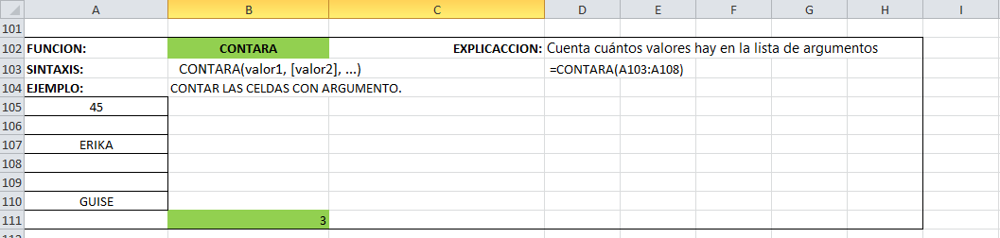 A B C D E F G H I
101
102 FUNCION: CONTARA EXPLICACCION: Cuenta cuántos valores hay en la lista de argumentos
103 SINTAXIS: CONTARA(valor1, [valor2], ...) =CONTARA(A103:A108)
104 EJEMPLO: CONTAR LAS CELDAS CON ARGUMENTO.
105 45
106
107 ERIKA
108
109
110 GUISE
111 3